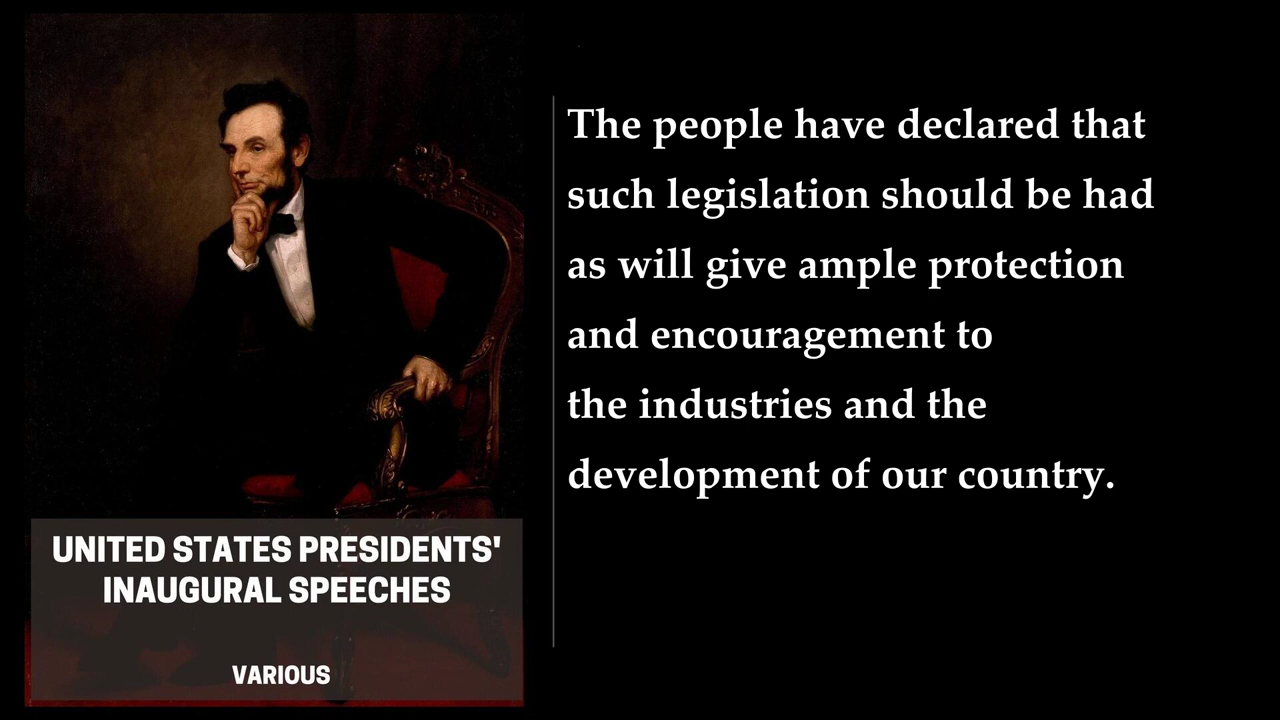 The people have declared that
such legislation should be had
as will give ample protection
and encouragement to
the industries and the
development of our country.
UNITED STATES PRESIDENTS'
INAUGURAL SPEECHES
VARIOUS